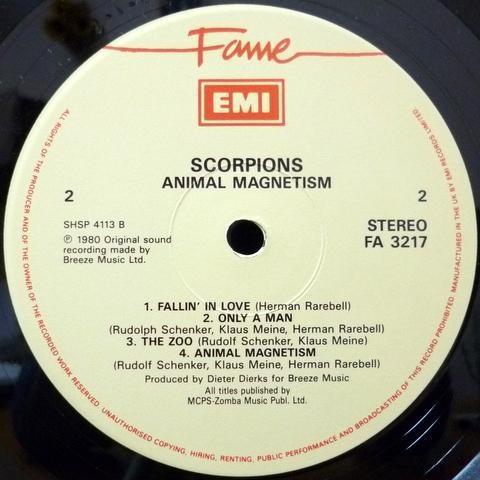 Fame
EMI
SCORPIONS
ANIMAL MAGNETISM
2
2
SHSP 4113 B
STEREO
FA 3217
℗ 1980 Original sound
recording made by
Breeze Music Ltd.
1. FALLIN' IN LOVE (Herman Rarebell)
2. ONLY A MAN
(Rudolph Schenker, Klaus Meine, Herman Rarebell)
3. THE ZOO (Rudolf Schenker, Klaus Meine)
4. ANIMAL MAGNETISM
(Rudolf Schenker, Klaus Meine, Herman Rarebell)
Produced by Dieter Dierks for Breeze Music
All titles published by
MCPS-Zomba Music Publ. Ltd.
ALL RIGHTS OF THE PRODUCER AND OF THE OWNER OF THE RECORDED WORK RESERVED. UNAUTHORISED COPYING, HIRING, RENTING, PUBLIC PERFORMANCE AND BROADCASTING OF THIS RECORD PROHIBITED. MANUFACTURED IN THE U.K. BY EMI RECORDS LIMITED.